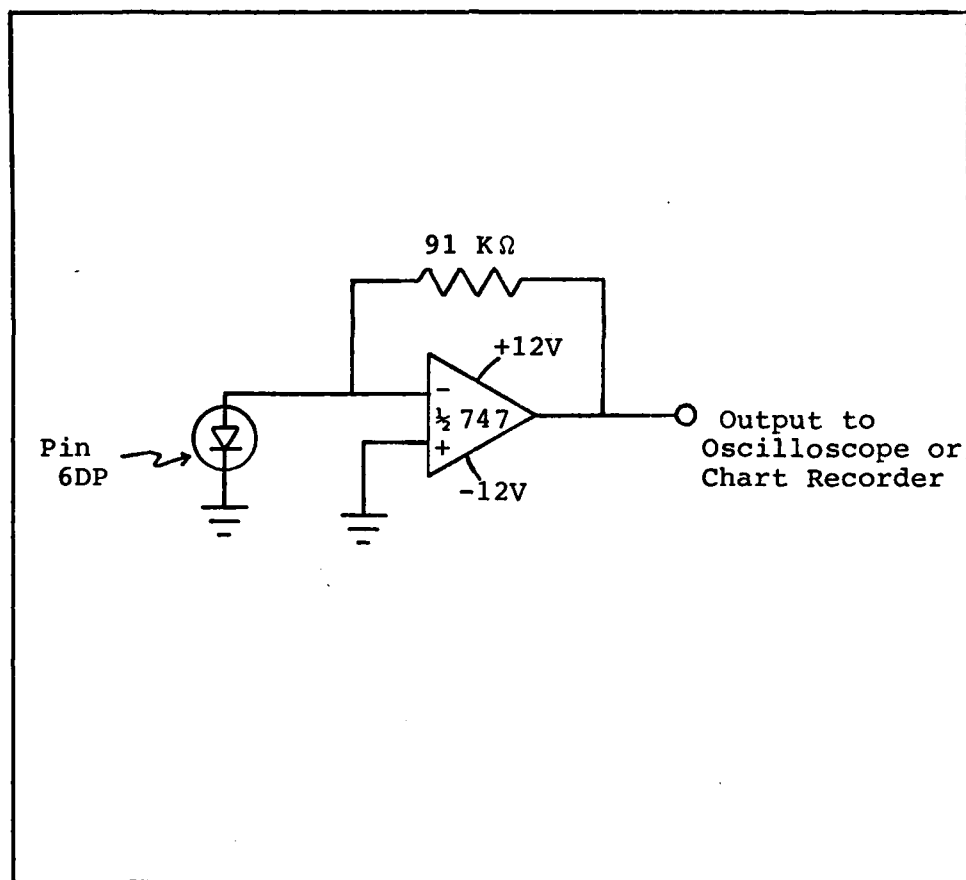 91 KΩ
+12V
-
½ 747
+
-12V
Pin
6DP
Output to
Oscilloscope or
Chart Recorder